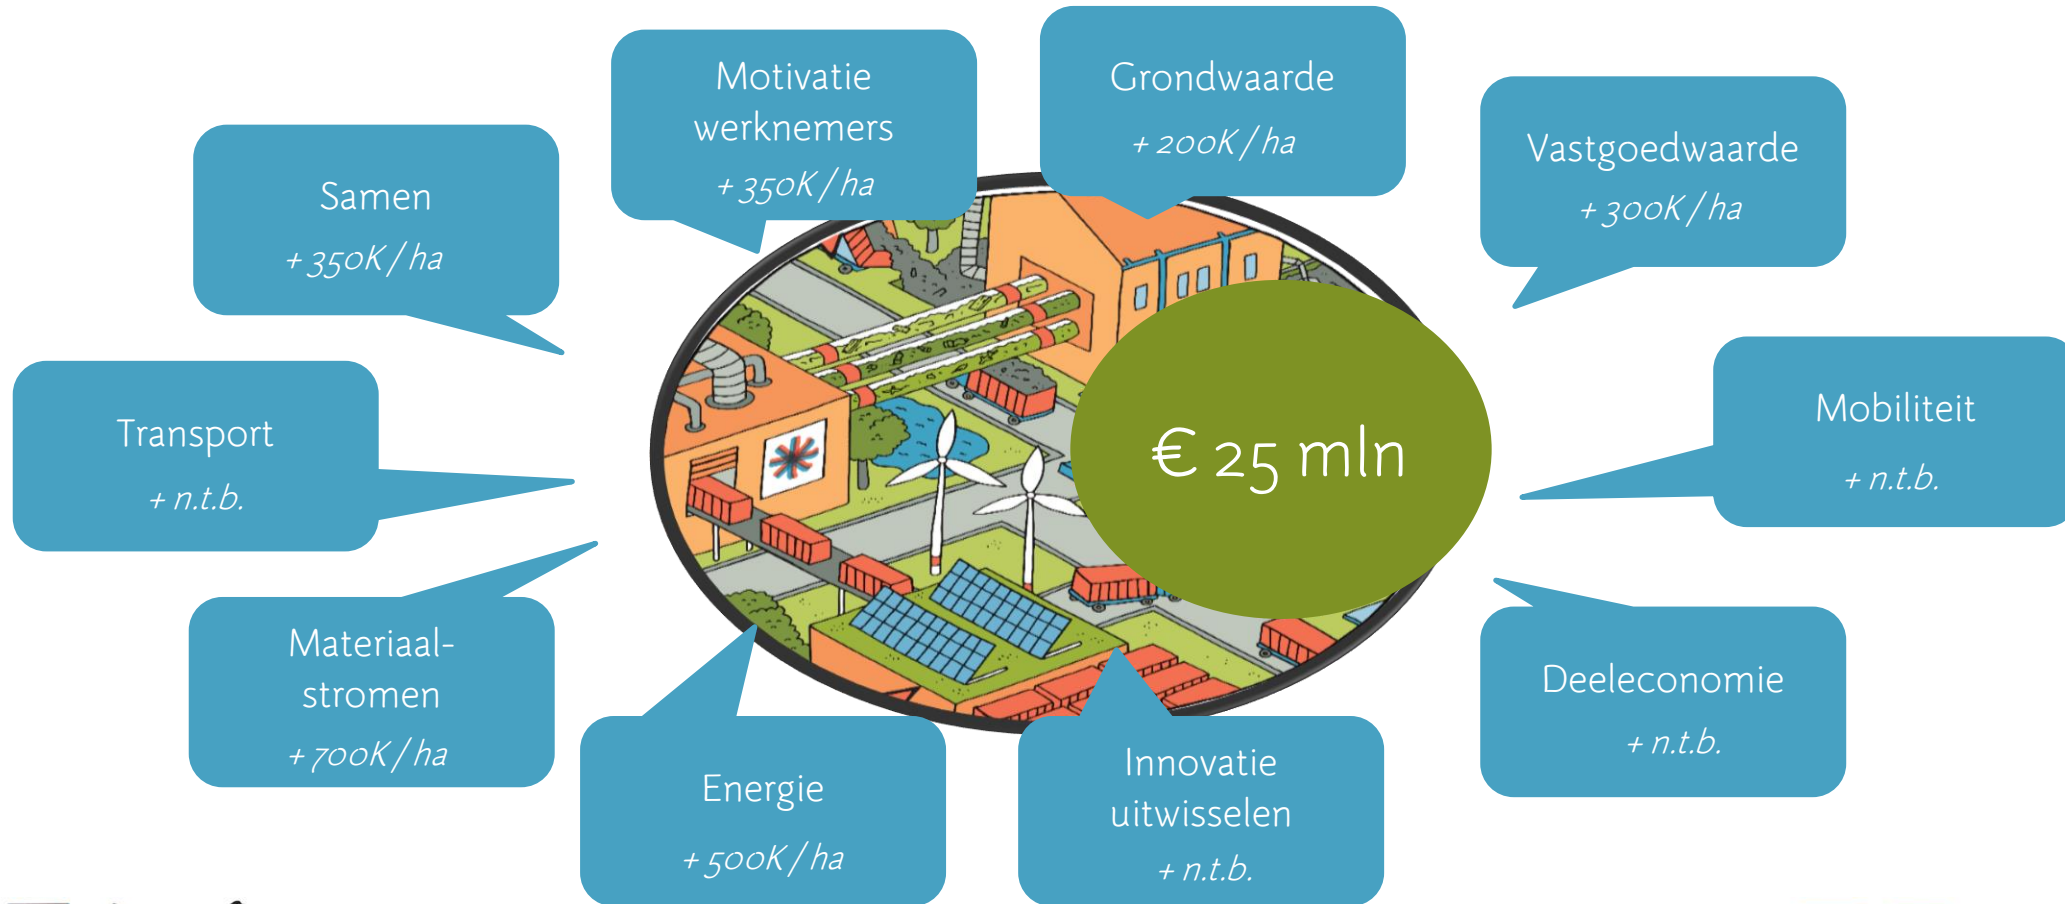 Motivatie
werknemers
+ 350K / ha
Grondwaarde
+ 200K / ha
Vastgoedwaarde
+ 300K / ha
Samen
+ 350K / ha
Transport
+ n.t.b.
€ 25 mln
Mobiliteit
+ n.t.b.
Materiaal-
stromen
+ 700K / ha
Energie
+ 500K / ha
Innovatie
uitwisselen
+ n.t.b.
Deeleconomie
+ n.t.b.